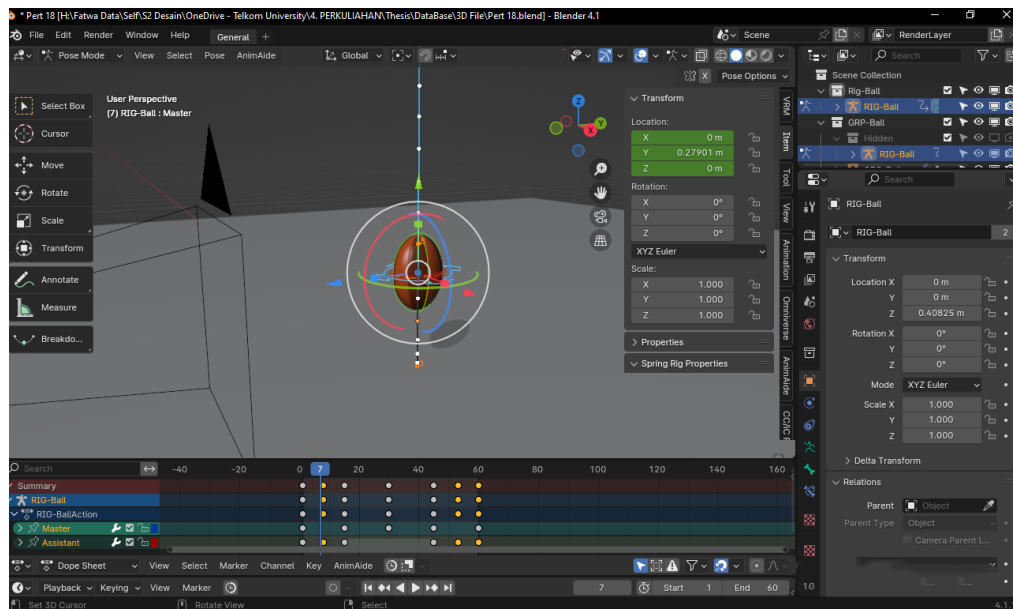 * Pert 18 [H:\Fatwa Data\Self\S2 Desain\OneDrive - Telkom University\4. PERKULIAHAN\Thesis\DataBase\3D File\Pert 18.blend] - Blender 4.1
File Edit Render Window Help General + Scene RenderLayer
Pose Mode View Select Pose AnimAide Global Search
X Pose Options
Scene Collection
Rig-Ball
RIG-Ball
GRP-Ball
Hidden
RIG-Ball
Search
Select Box
Cursor
Move
Rotate
Scale
Transform
Annotate
Measure
Breakdo...
User Perspective
(7) RIG-Ball : Master
Z
Y
X
Transform
Location:
X 0 m
Y 0.27901 m
Z 0 m
Rotation:
X 0°
Y 0°
Z 0°
XYZ Euler
Scale:
X 1.000
Y 1.000
Z 1.000
Properties
Spring Rig Properties
VRM
Item
Tool
View
Animation
Omniverse
AnimAide
RIG-Ball
RIG-Ball 2
Transform
Location X 0 m
Y 0 m
Z 0.40825 m
Rotation X 0°
Y 0°
Z 0°
Mode XYZ Euler
Scale X 1.000
Y 1.000
Z 1.000
Delta Transform
Relations
Parent Object
Parent Type Object
Camera Parent L...
Search -40 -20 0 7 20 40 60 80 100 120 140 160
Summary
RIG-Ball
RIG-BallAction
Master
Assistant
Dope Sheet View Select Marker Channel Key AnimAide
Playback Keying View Marker 7 Start 1 End 60
10
Set 3D Cursor Rotate View Select